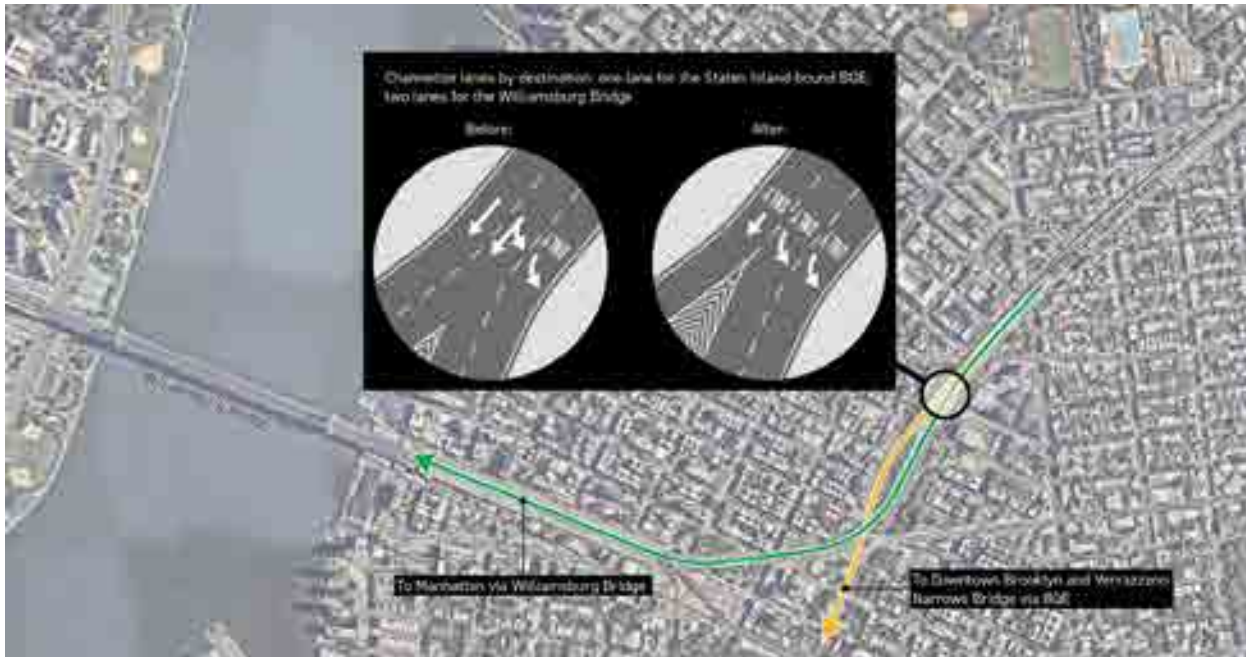 Channelize lanes by destination: one lane for the Staten Island-bound BQE,
two lanes for the Williamsburg Bridge
Before:
After:
To Manhattan via Williamsburg Bridge
To Downtown Brooklyn and Verrazzano
Narrows Bridge via BQE